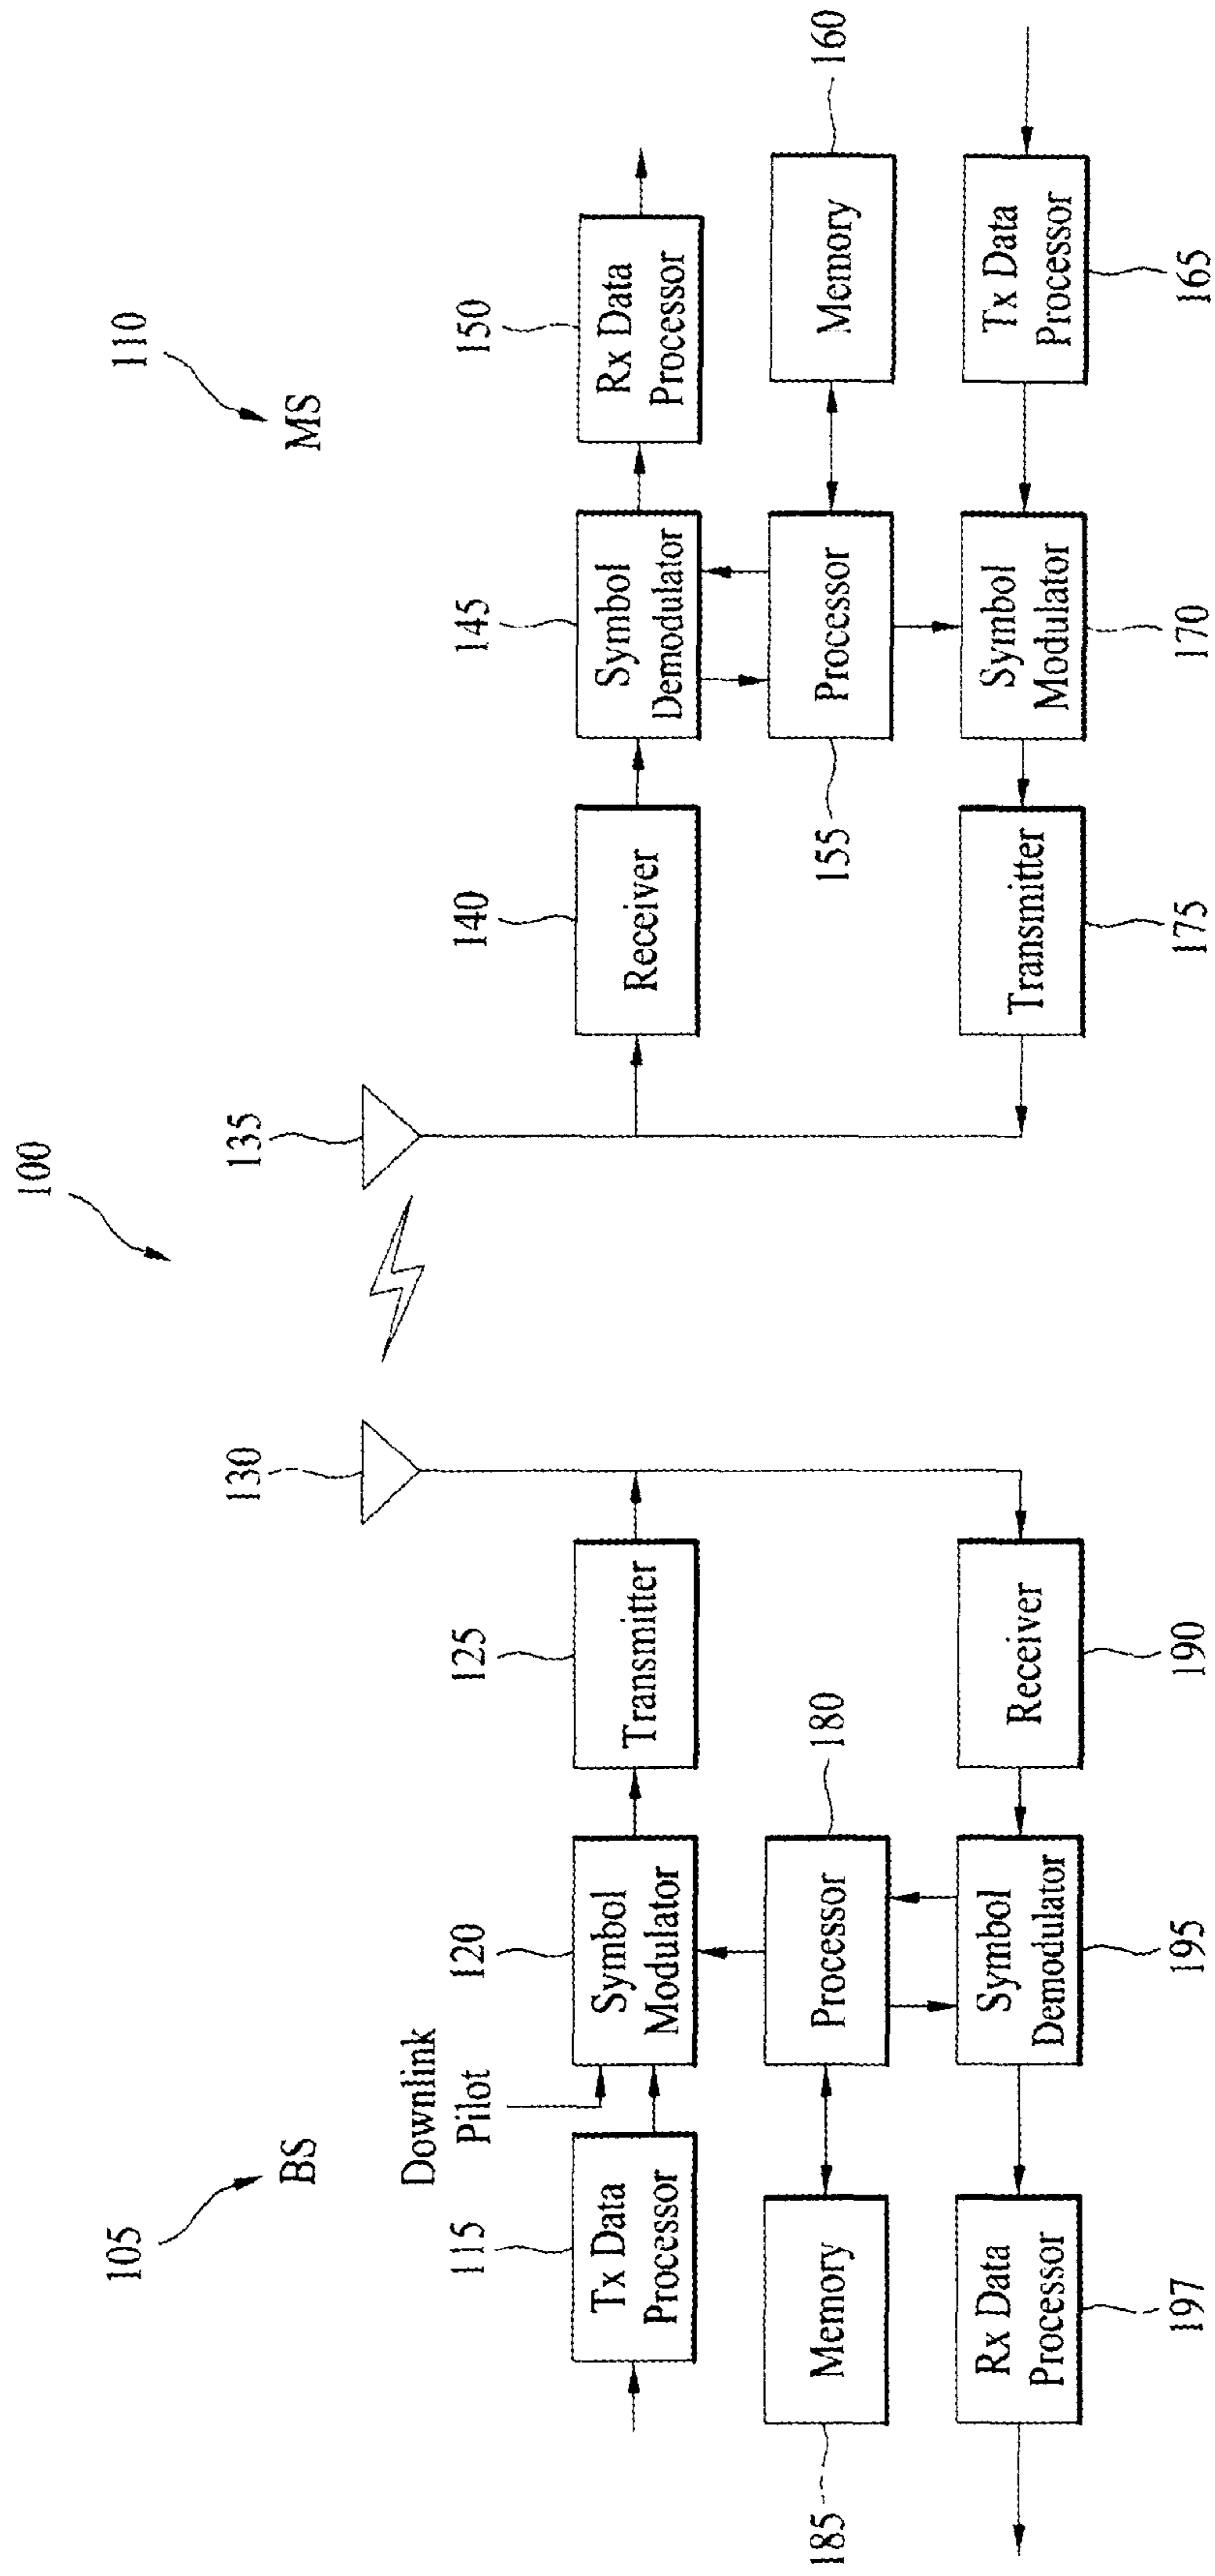 100
105
BS
110
MS
Downlink
Pilot
115
Tx Data
Processor
120
Symbol
Modulator
125
Transmitter
130
135
140
Receiver
145
Symbol
Demodulator
150
Rx Data
Processor
185
Memory
180
Processor
155
Processor
160
Memory
197
Rx Data
Processor
195
Symbol
Demodulator
190
Receiver
175
Transmitter
170
Symbol
Modulator
165
Tx Data
Processor